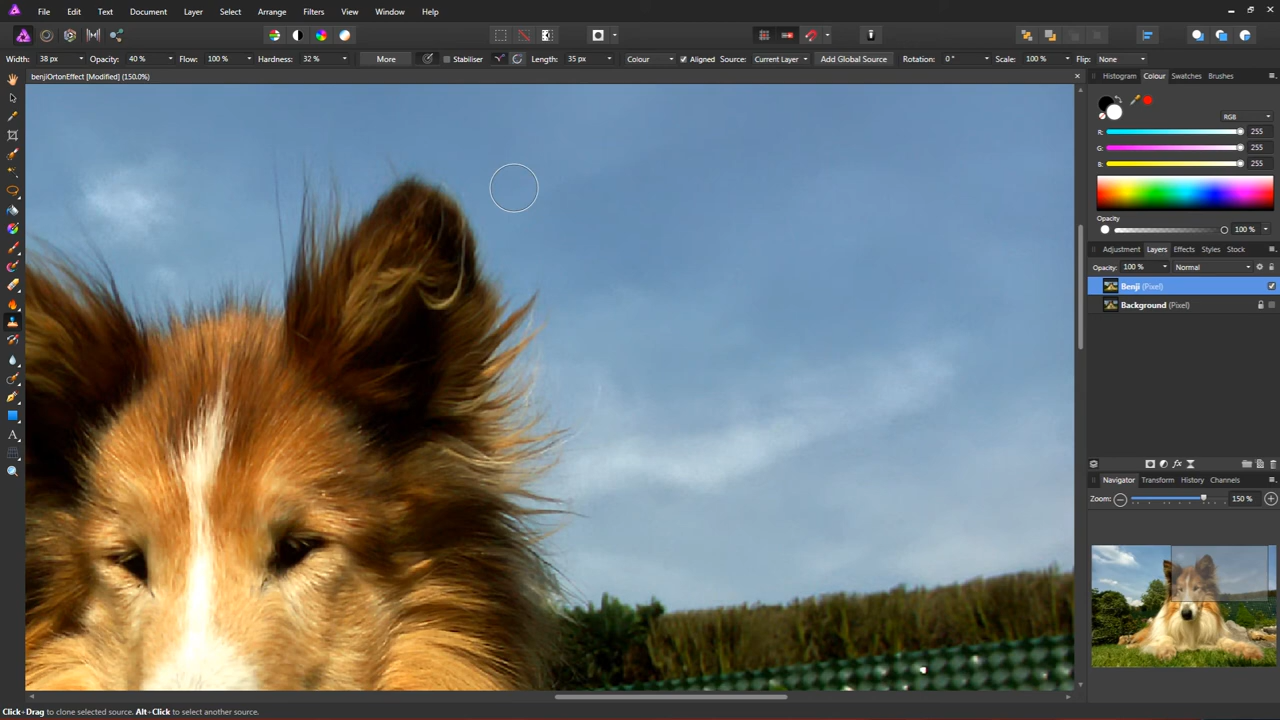 File Edit Text Document Layer Select Arrange Filters View Window Help
Width: 38 px Opacity: 40 % Flow: 100 % Hardness: 32 % More Stabiliser Length: 35 px Colour Aligned Source: Current Layer Add Global Source Rotation: 0 ° Scale: 100 % Flip: None
benjiOrtonEffect [Modified] (150.0%)
Histogram Colour Swatches Brushes
RGB
R: 255
G: 255
B: 255
Opacity
100 %
Adjustment Layers Effects Styles Stock
Opacity: 100 % Normal
Benji (Pixel)
Background (Pixel)
Navigator Transform History Channels
Zoom: 150 %
A
Click+Drag to clone selected source. Alt+Click to select another source.